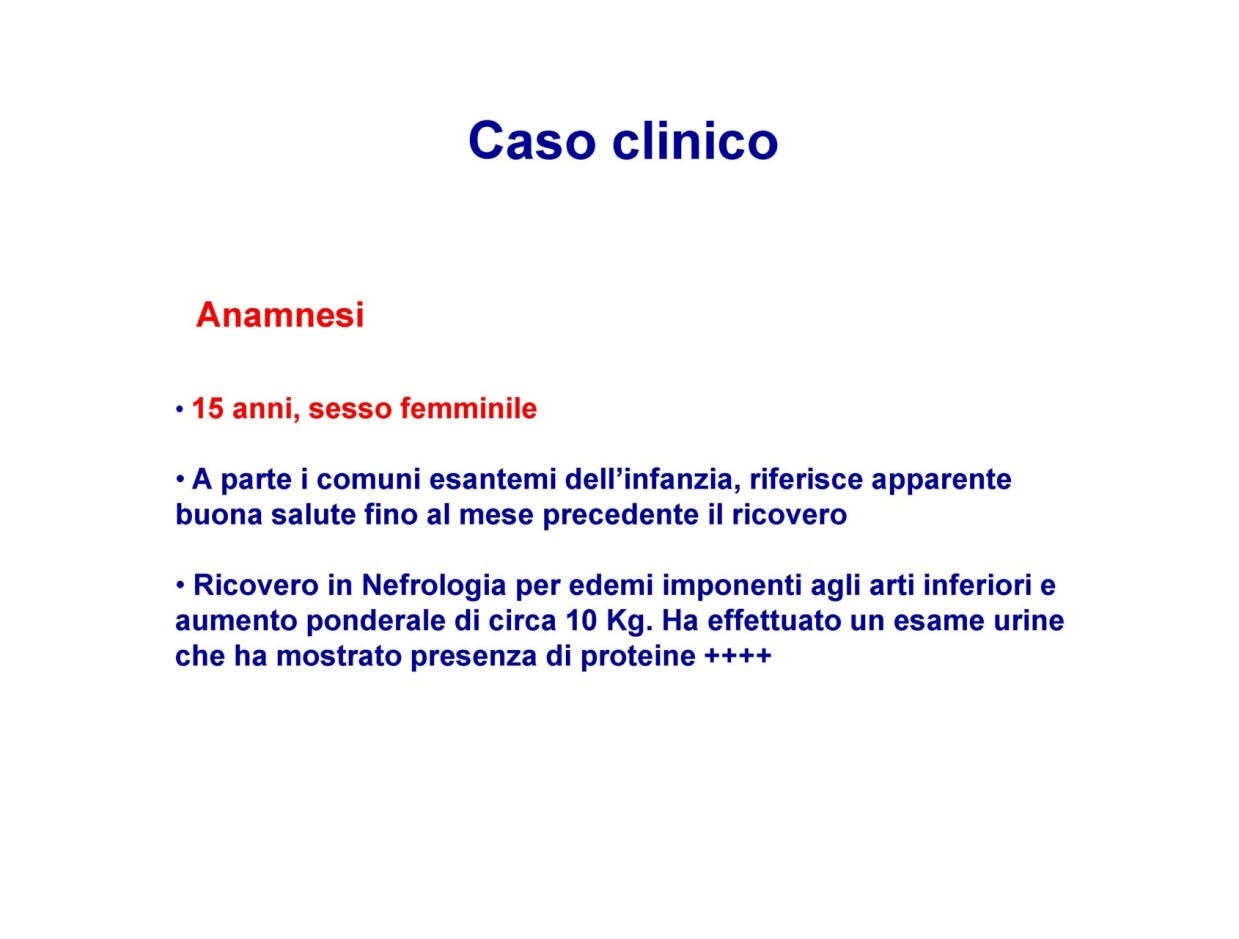 Caso clinico
Anamnesi
• 15 anni, sesso femminile
• A parte i comuni esantemi dell’infanzia, riferisce apparente
buona salute fino al mese precedente il ricovero
• Ricovero in Nefrologia per edemi imponenti agli arti inferiori e
aumento ponderale di circa 10 Kg. Ha effettuato un esame urine
che ha mostrato presenza di proteine ++++